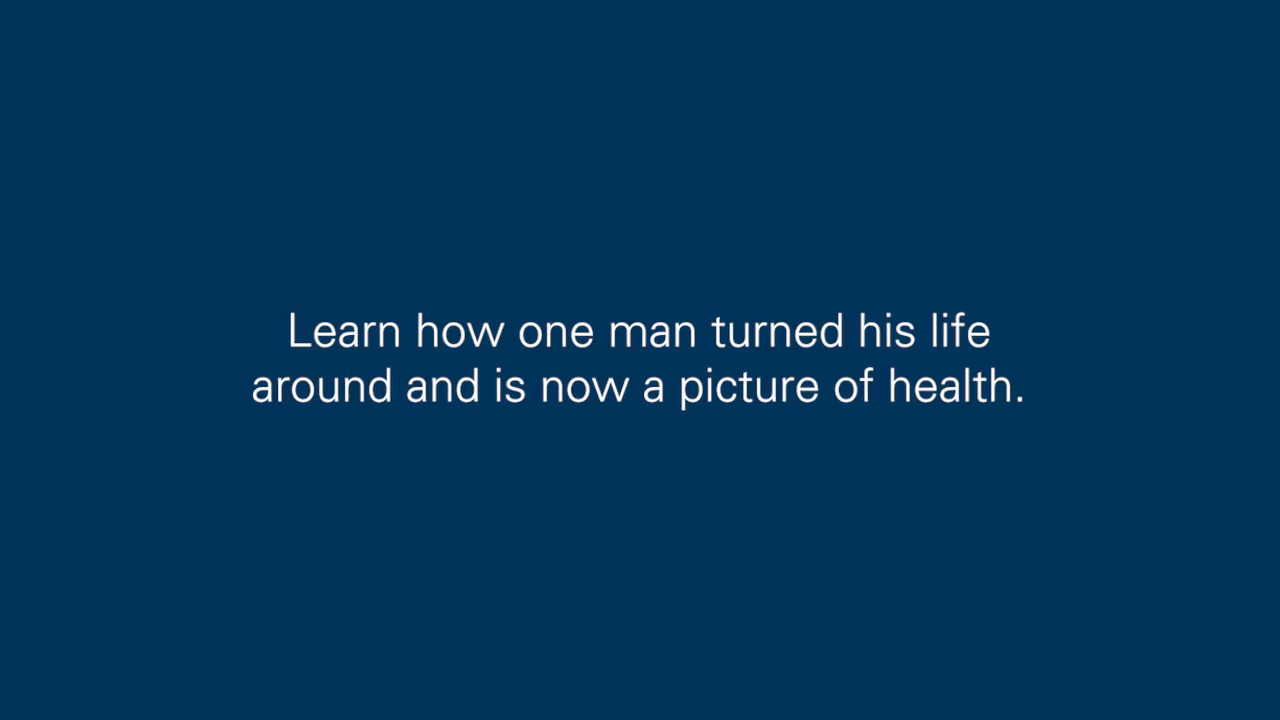 Learn how one man turned his life
around and is now a picture of health.